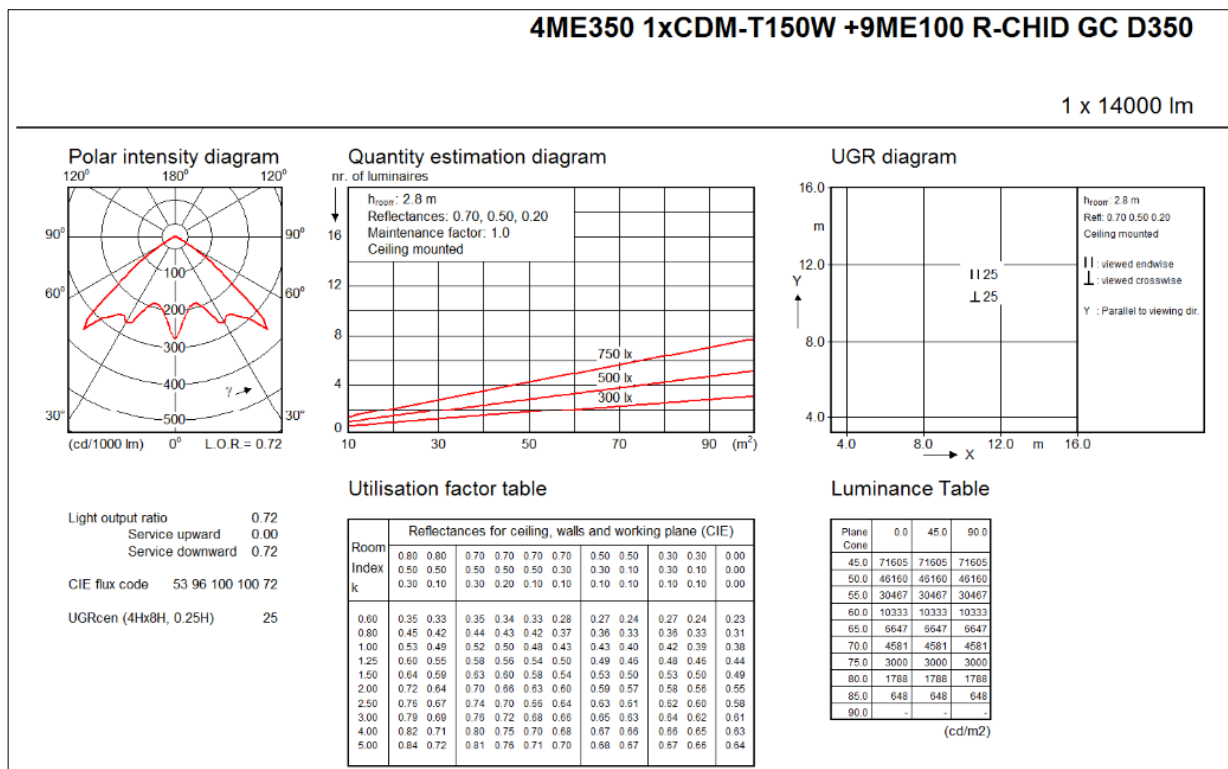 4ME350 1xCDM-T150W +9ME100 R-CHID GC D350
1 x 14000 lm
Polar intensity diagram
120° 180° 120°
90° 90°
60° 60°
30° 30°
100
200
300
400
500
γ
(cd/1000 lm) 0° L.O.R.= 0.72
Quantity estimation diagram
nr. of luminaires
hroom: 2.8 m
Reflectances: 0.70, 0.50, 0.20
Maintenance factor: 1.0
Ceiling mounted
16
12
8
4
0
750 lx
500 lx
300 lx
10 30 50 70 90 (m²)
UGR diagram
16.0
m
12.0
Y
8.0
4.0
|| 25
⊥ 25
4.0 8.0 12.0 m 16.0
X
hroom: 2.8 m
Refl: 0.70 0.50 0.20
Ceiling mounted
|| : viewed endwise
⊥ : viewed crosswise
Y : Parallel to viewing dir.
Light output ratio 0.72
Service upward 0.00
Service downward 0.72
CIE flux code 53 96 100 100 72
UGRcen (4Hx8H, 0.25H) 25
Utilisation factor table
Room
Index
k
Reflectances for ceiling, walls and working plane (CIE)
0.80 0.80 0.70 0.70 0.70 0.70 0.50 0.50 0.30 0.30 0.00
0.50 0.50 0.50 0.50 0.50 0.30 0.30 0.10 0.30 0.10 0.00
0.30 0.10 0.30 0.20 0.10 0.10 0.10 0.10 0.10 0.10 0.00
0.60 0.35 0.33 0.35 0.34 0.33 0.28 0.27 0.24 0.27 0.24 0.23
0.80 0.45 0.42 0.44 0.43 0.42 0.37 0.36 0.33 0.36 0.33 0.31
1.00 0.53 0.49 0.52 0.50 0.48 0.43 0.43 0.40 0.42 0.39 0.38
1.25 0.60 0.55 0.58 0.56 0.54 0.50 0.49 0.46 0.48 0.46 0.44
1.50 0.64 0.59 0.63 0.60 0.58 0.54 0.53 0.50 0.53 0.50 0.49
2.00 0.72 0.64 0.70 0.66 0.63 0.60 0.59 0.57 0.58 0.56 0.55
2.50 0.76 0.67 0.74 0.70 0.66 0.64 0.63 0.61 0.62 0.60 0.58
3.00 0.79 0.69 0.76 0.72 0.68 0.66 0.65 0.63 0.64 0.62 0.61
4.00 0.82 0.71 0.80 0.75 0.70 0.68 0.67 0.66 0.66 0.65 0.63
5.00 0.84 0.72 0.81 0.76 0.71 0.70 0.68 0.67 0.67 0.66 0.64
Luminance Table
Plane 0.0 45.0 90.0
Cone
45.0 71605 71605 71605
50.0 46160 46160 46160
55.0 30467 30467 30467
60.0 10333 10333 10333
65.0 6647 6647 6647
70.0 4581 4581 4581
75.0 3000 3000 3000
80.0 1788 1788 1788
85.0 648 648 648
90.0 - - -
(cd/m2)